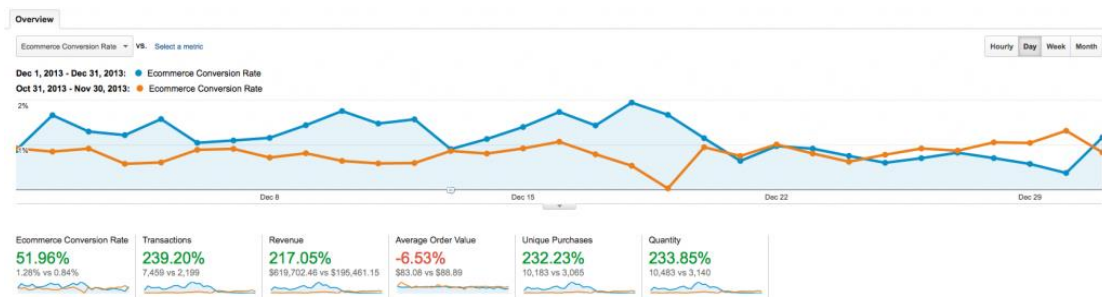 Overview
Ecommerce Conversion Rate VS. Select a metric
Hourly Day Week Month
Dec 1, 2013 - Dec 31, 2013: Ecommerce Conversion Rate
Oct 31, 2013 - Nov 30, 2013: Ecommerce Conversion Rate
2%
1%
Dec 8 Dec 15 Dec 22 Dec 29
Ecommerce Conversion Rate Transactions Revenue Average Order Value Unique Purchases Quantity
51.96% 239.20% 217.05% -6.53% 232.23% 233.85%
1.28% vs 0.84% 7,459 vs 2,199 $619,702.46 vs $195,461.15 $83.08 vs $88.89 10,183 vs 3,065 10,483 vs 3,140